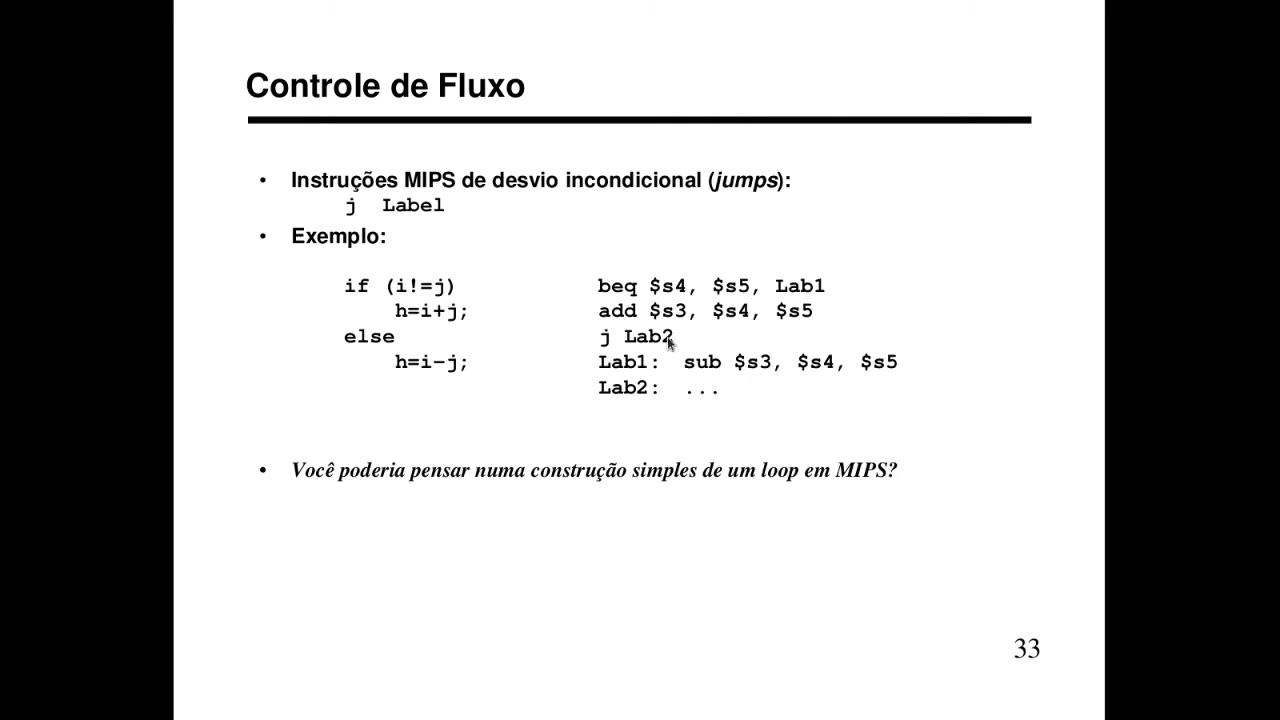 Controle de Fluxo
• Instruções MIPS de desvio incondicional (jumps):
j Label
• Exemplo:
if (i!=j)
h=i+j;
else
h=i-j;
beq $s4, $s5, Lab1
add $s3, $s4, $s5
j Lab2
Lab1: sub $s3, $s4, $s5
Lab2: ...
• Você poderia pensar numa construção simples de um loop em MIPS?
33